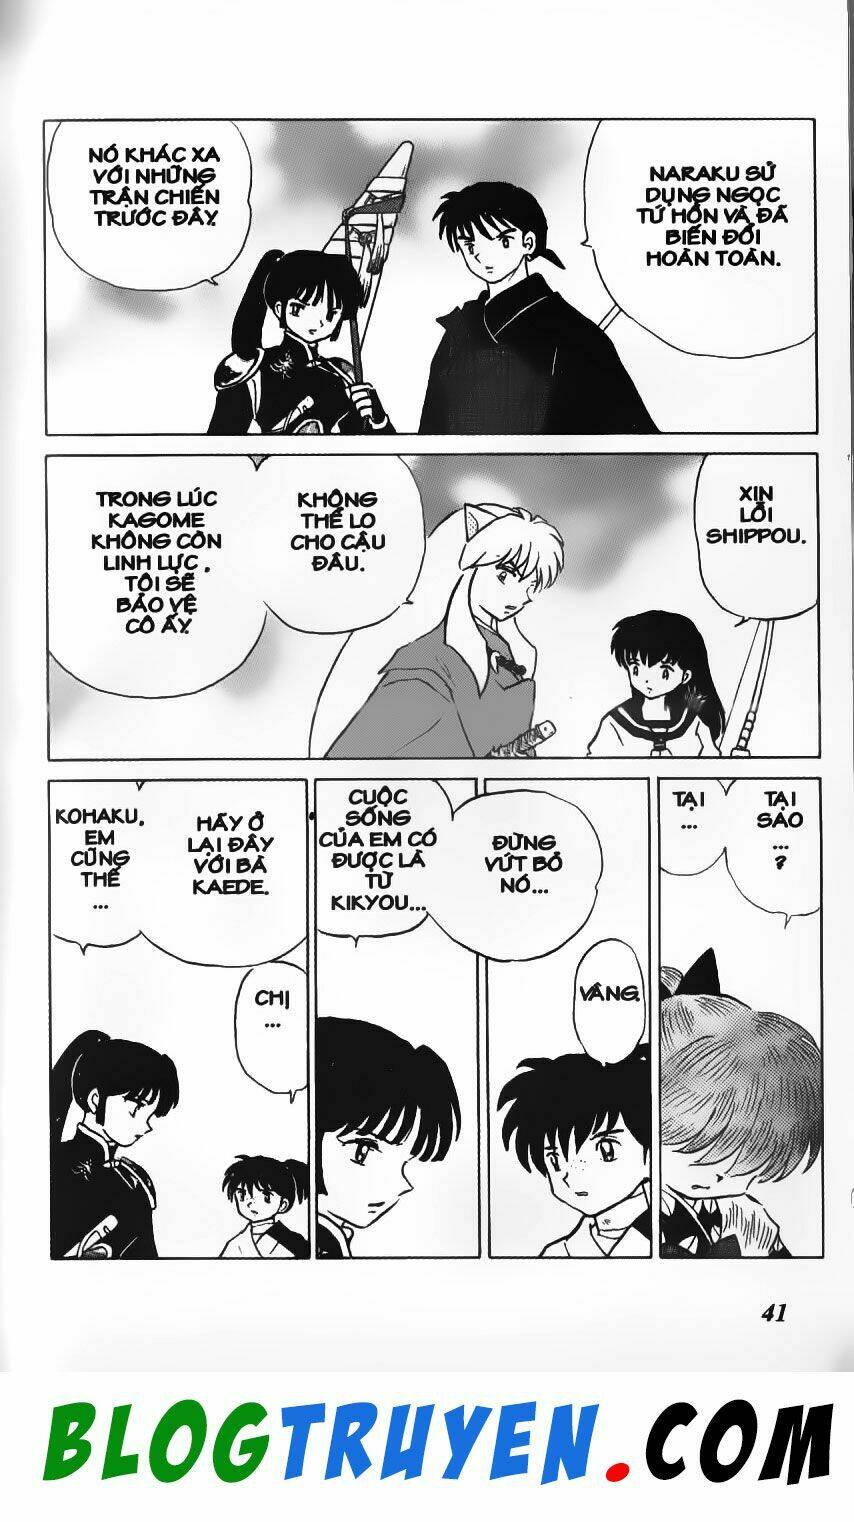 NÓ KHÁC XA
VỚI NHỮNG
TRẬN CHIẾN
TRƯỚC ĐÂY.
NARAKU SỬ
DỤNG NGỌC
TỨ HỒN VÀ ĐÃ
BIẾN ĐỔI
HOÀN TOÀN.
TRONG LÚC
KAGOME
KHÔNG CÒN
LINH LỰC,
TÔI SẼ
BẢO VỆ
CÔ ẤY.
KHÔNG
THỂ LO
CHO CẬU
ĐÂU.
XIN
LỖI
SHIPPOU.
KOHAKU,
EM
CŨNG
THẾ
...
HÃY Ở
LẠI ĐÂY
VỚI BÀ
KAEDE.
CHỊ
...
CUỘC
SỐNG
CỦA EM CÓ
ĐƯỢC LÀ
TỪ
KIKYOU...
ĐỪNG
VỨT BỎ
NÓ...
VÂNG.
TẠI
...
TẠI
SAO
...
?
41
BLOGTRUYEN.COM